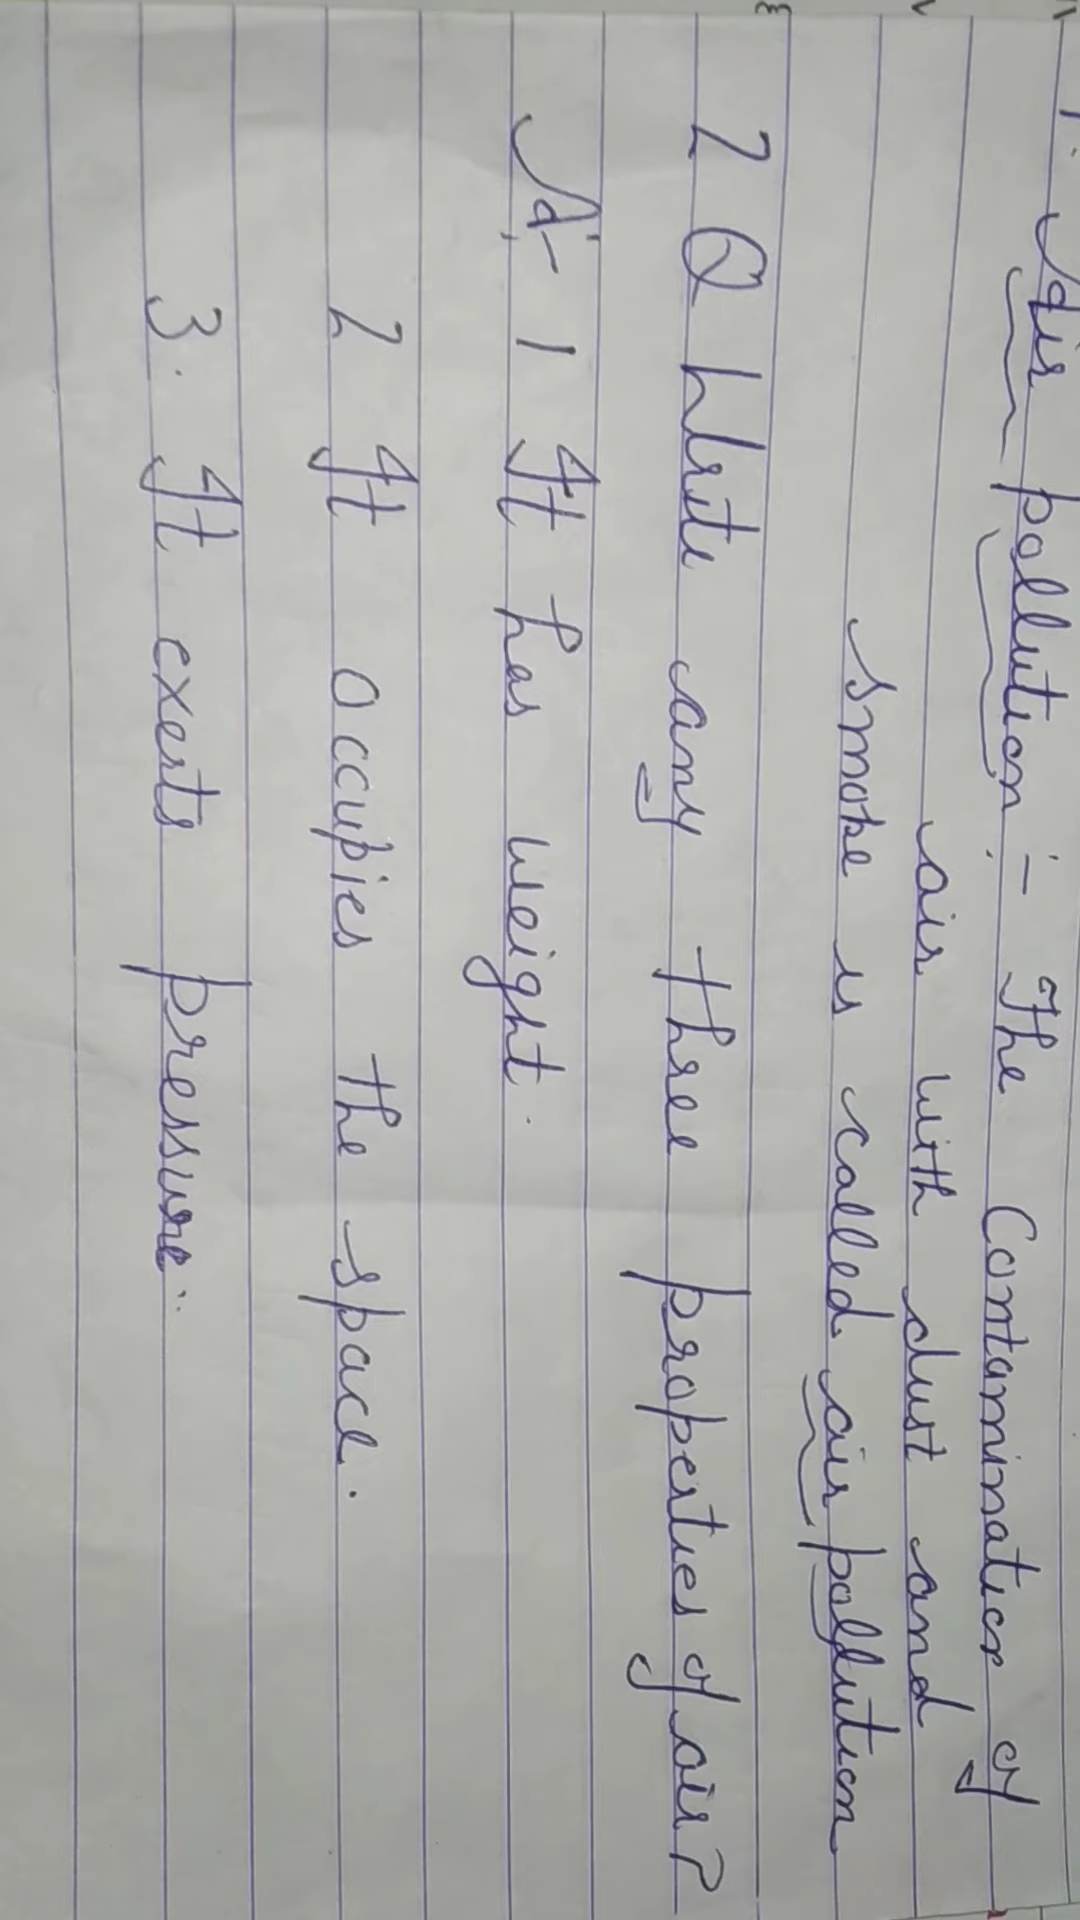 1. Air pollution :- The Contamination of
air with dust and
smoke is called air pollution
2 Q Write any three properties of air?
A:- 1 It has weight.
2 It occupies the space.
3. It exerts pressure.